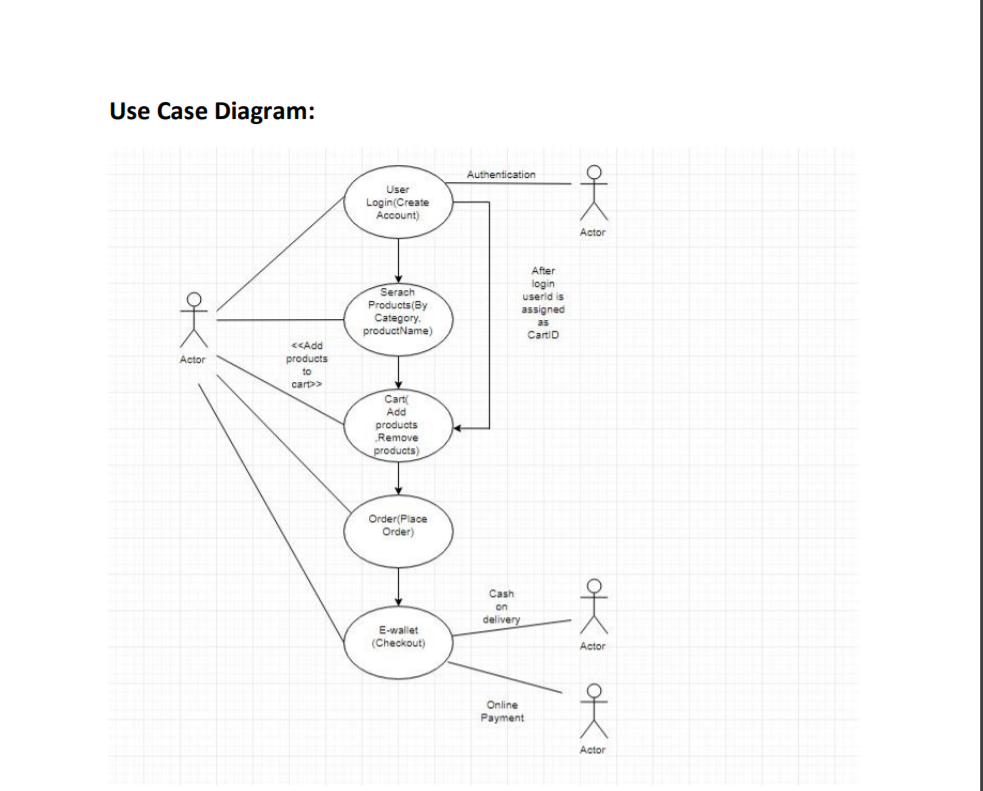 Use Case Diagram:
Authentication
User
Login(Create
Account)
Actor
After
login
userId is
assigned
as
CartID
Serach
Products(By
Category,
productName)
Actor
<<Add
products
to
cart>>
Cart(
Add
products
,Remove
products)
Order(Place
Order)
Cash
on
delivery
E-wallet
(Checkout)
Actor
Online
Payment
Actor